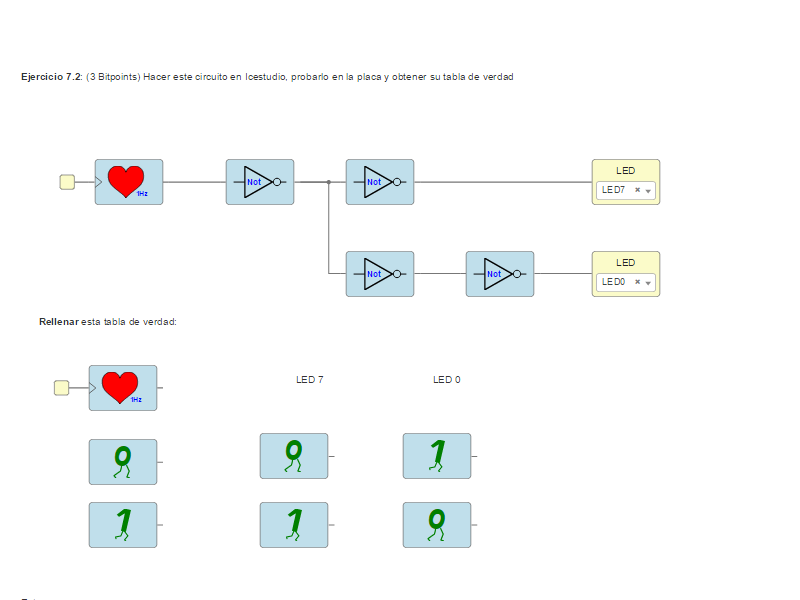 Ejercicio 7.2: (3 Bitpoints) Hacer este circuito en Icestudio, probarlo en la placa y obtener su tabla de verdad
1Hz
Not
Not
LED
LED7
Not
Not
LED
LED0
Rellenar esta tabla de verdad:
1Hz
LED 7
LED 0
0
0
1
1
1
0